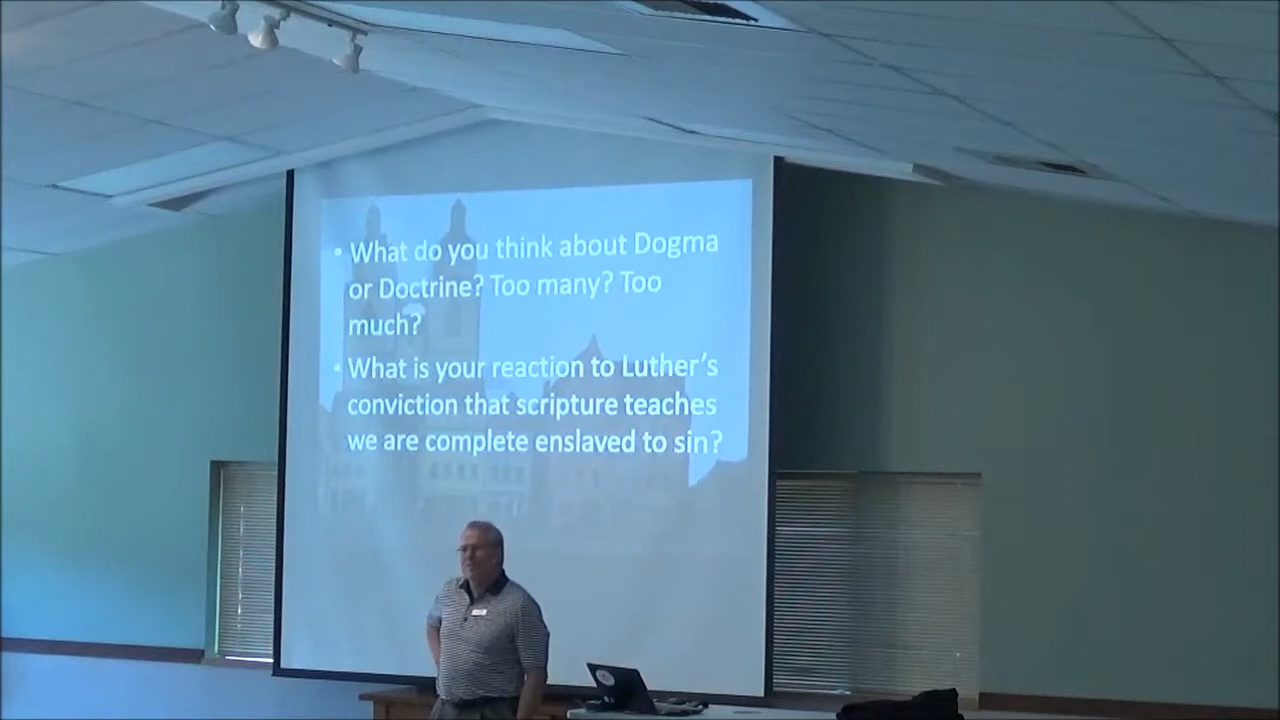 • What do you think about Dogma
or Doctrine? Too many? Too
much?
• What is your reaction to Luther's
conviction that scripture teaches
we are complete enslaved to sin?